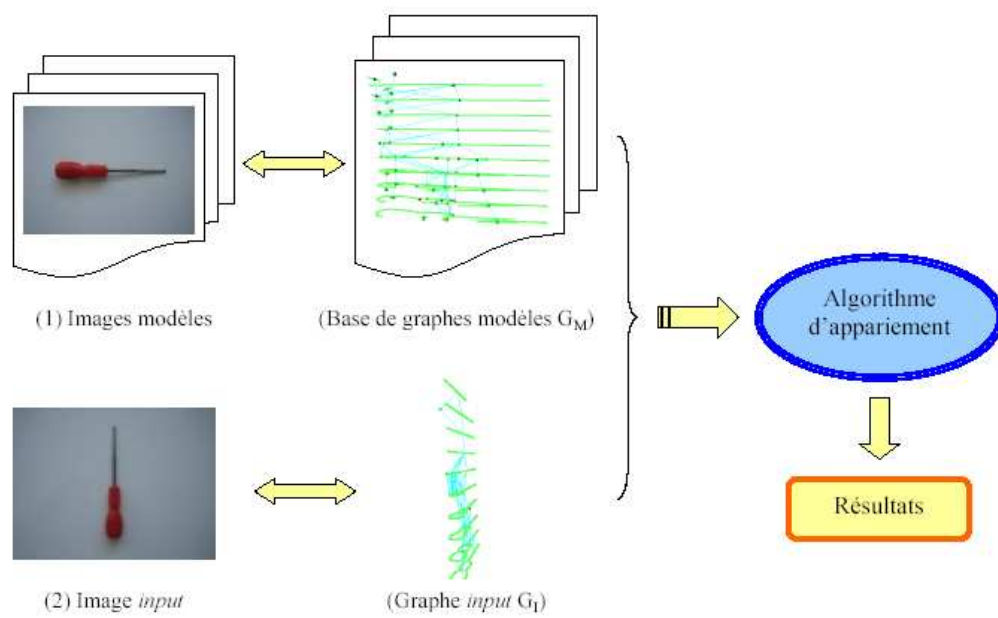 (1) Images modèles
(Base de graphes modèles G_M)
Algorithme
d'appariement
Résultats
(2) Image input
(Graphe input G_I)